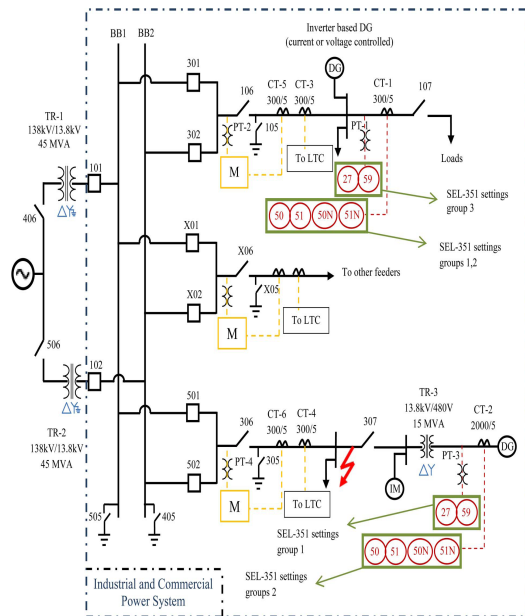 BB1
BB2
Inverter based DG
(current or voltage controlled)
DG
301
106
CT-5
300/5
CT-3
300/5
CT-1
300/5
107
TR-1
138kV/13.8kV
45 MVA
302
PT-2
105
PT-1
To LTC
Loads
101
M
27
59
SEL-351 settings
group 3
406
ΔY
50
51
50N
51N
X01
SEL-351 settings
groups 1,2
X06
To other feeders
X02
X05
To LTC
506
M
102
TR-3
13.8kV/480V
15 MVA
501
CT-6
300/5
CT-4
300/5
307
CT-2
2000/5
306
ΔY
TR-2
138kV/13.8kV
45 MVA
502
PT-4
305
ΔY
PT-3
DG
IM
To LTC
M
27
59
505
405
SEL-351 settings
group 1
50
51
50N
51N
SEL-351 settings
groups 2
Industrial and Commercial
Power System